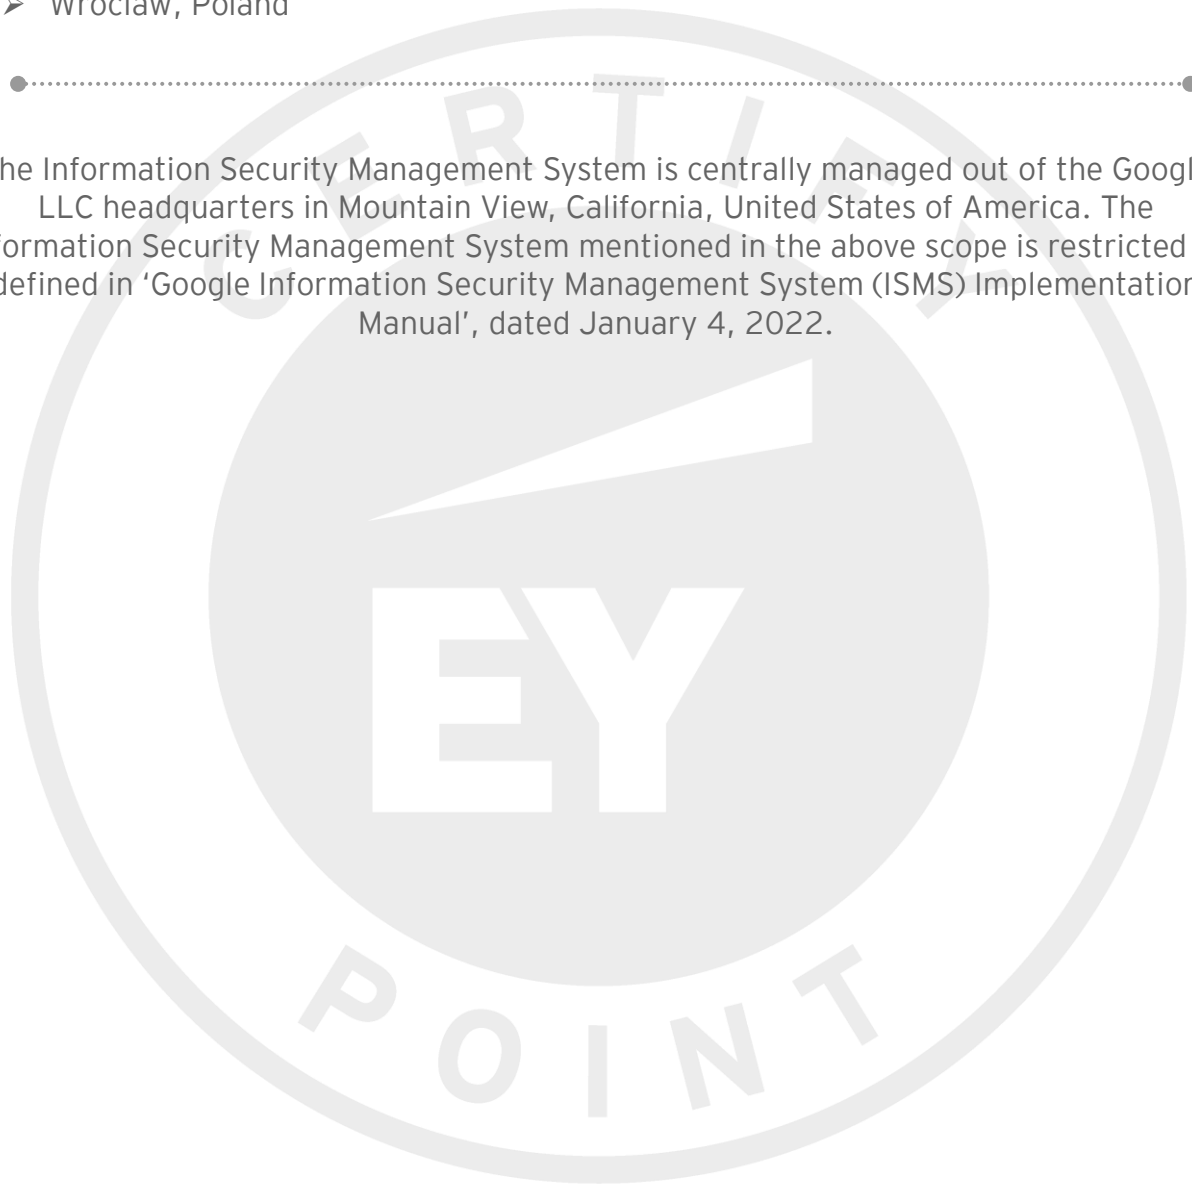 ➢ Wroclaw, Poland
he Information Security Management System is centrally managed out of the Googl
LLC headquarters in Mountain View, California, United States of America. The
formation Security Management System mentioned in the above scope is restricted
defined in ‘Google Information Security Management System (ISMS) Implementation
Manual’, dated January 4, 2022.
CERTIFY
EY
POINT